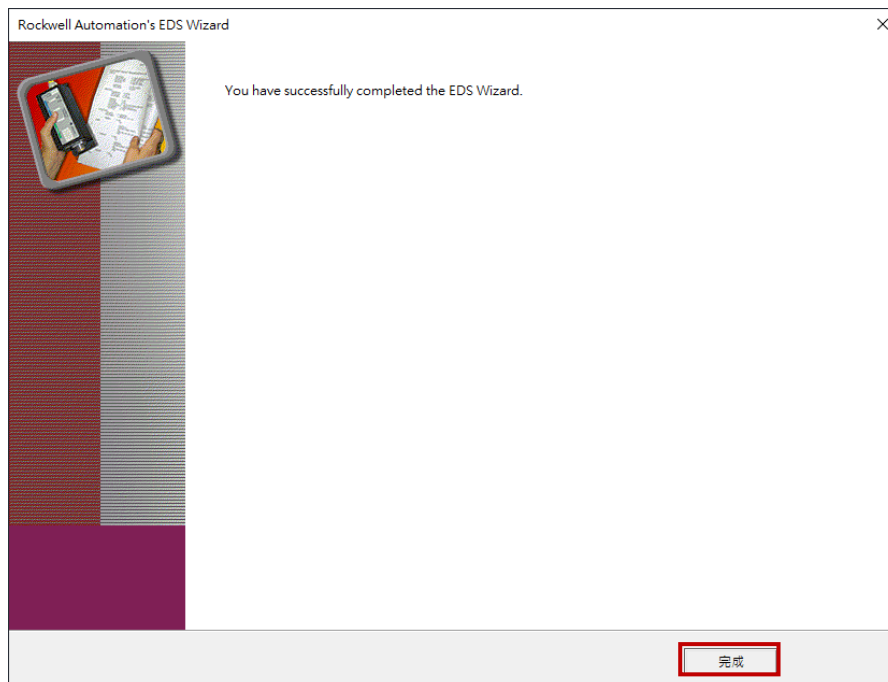 Rockwell Automation's EDS Wizard
You have successfully completed the EDS Wizard.
完成